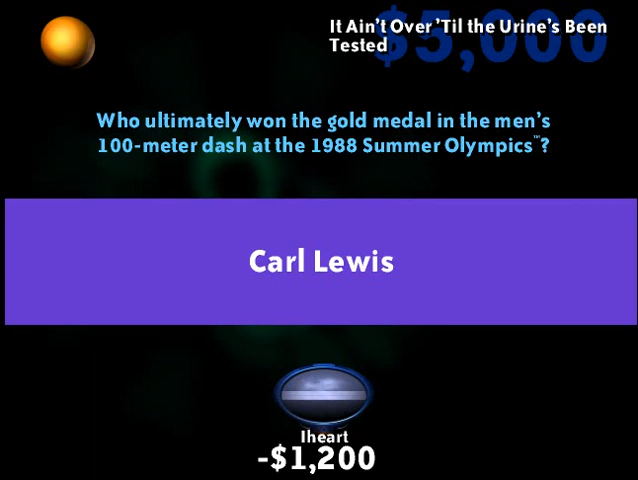 It Ain't Over 'Til the Urine's Been
Tested
$5,000
Who ultimately won the gold medal in the men's
100-meter dash at the 1988 Summer Olympics™?
Carl Lewis
Iheart
-$1,200